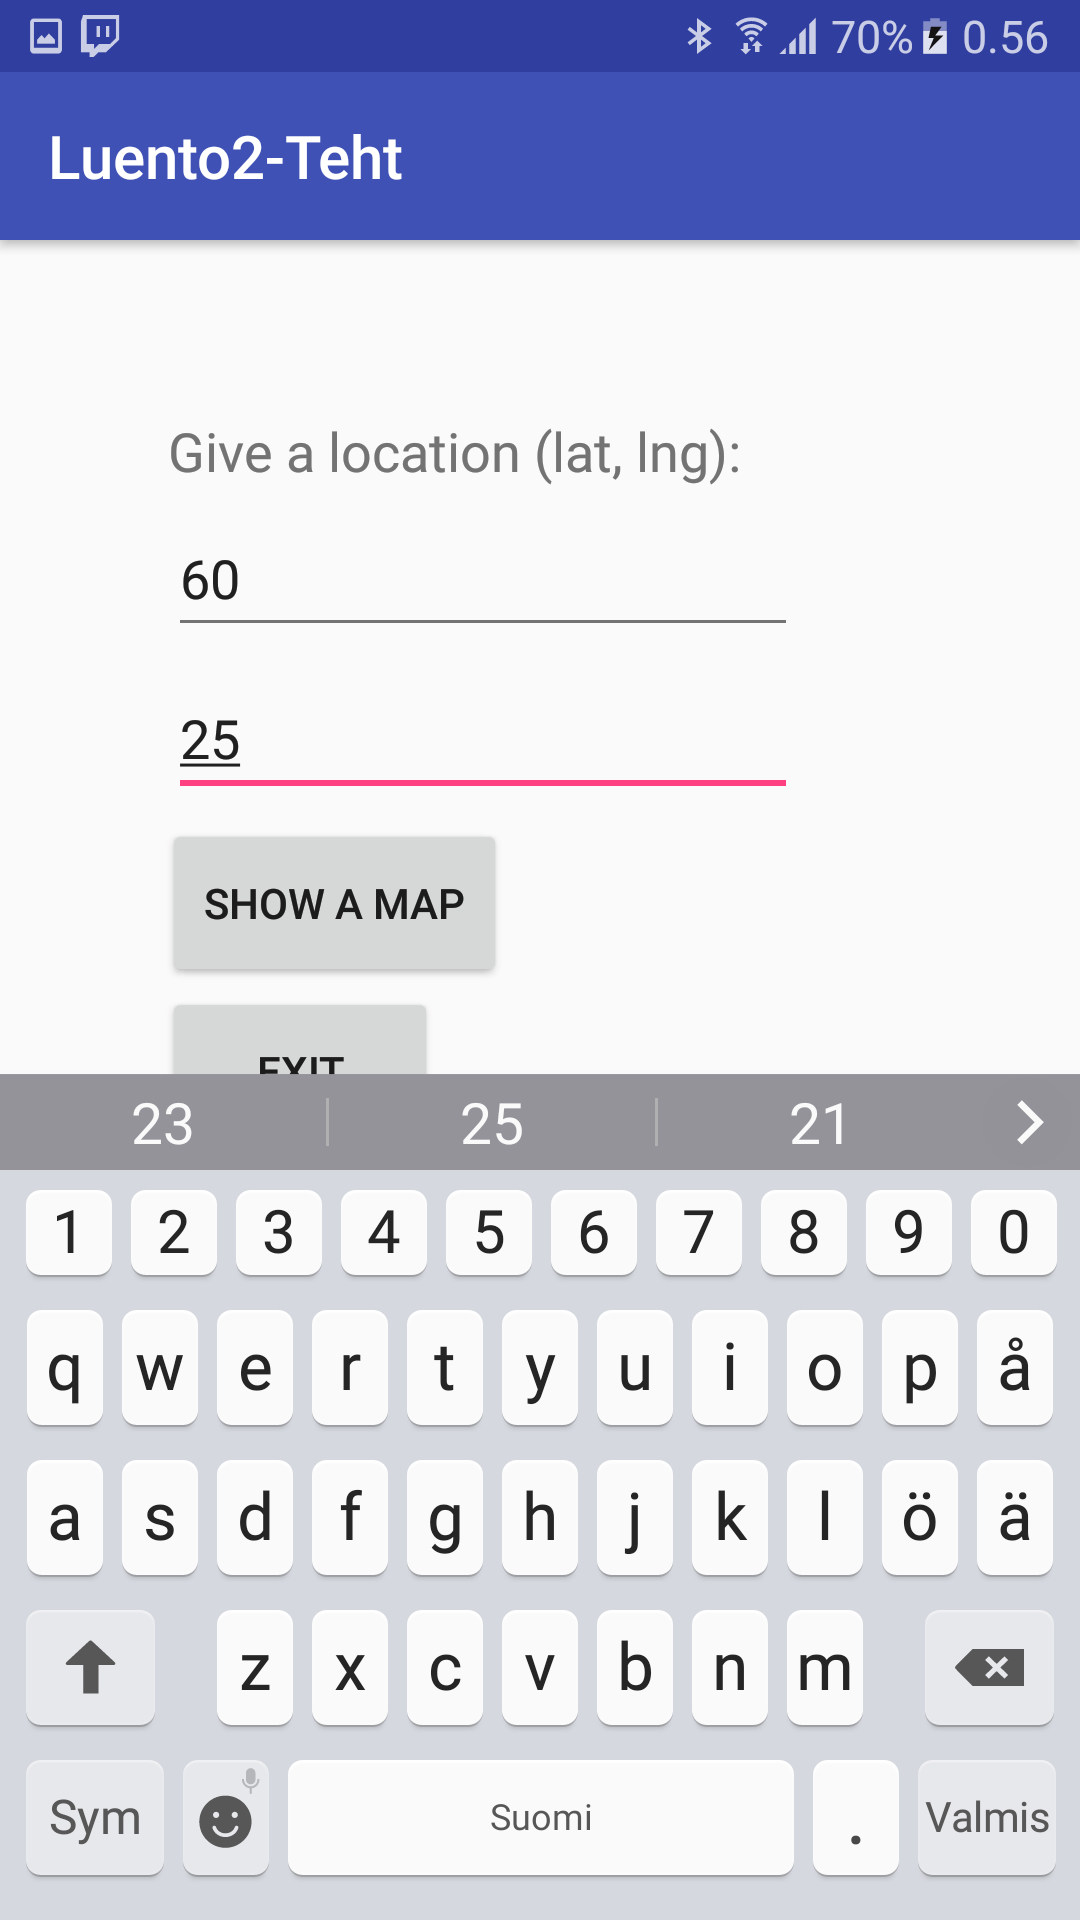 70% 0.56
Luento2-Teht
Give a location (lat, lng):
60
25
SHOW A MAP
EXIT
23 25 21
1 2 3 4 5 6 7 8 9 0
q w e r t y u i o p å
a s d f g h j k l ö ä
z x c v b n m
Sym Suomi . Valmis